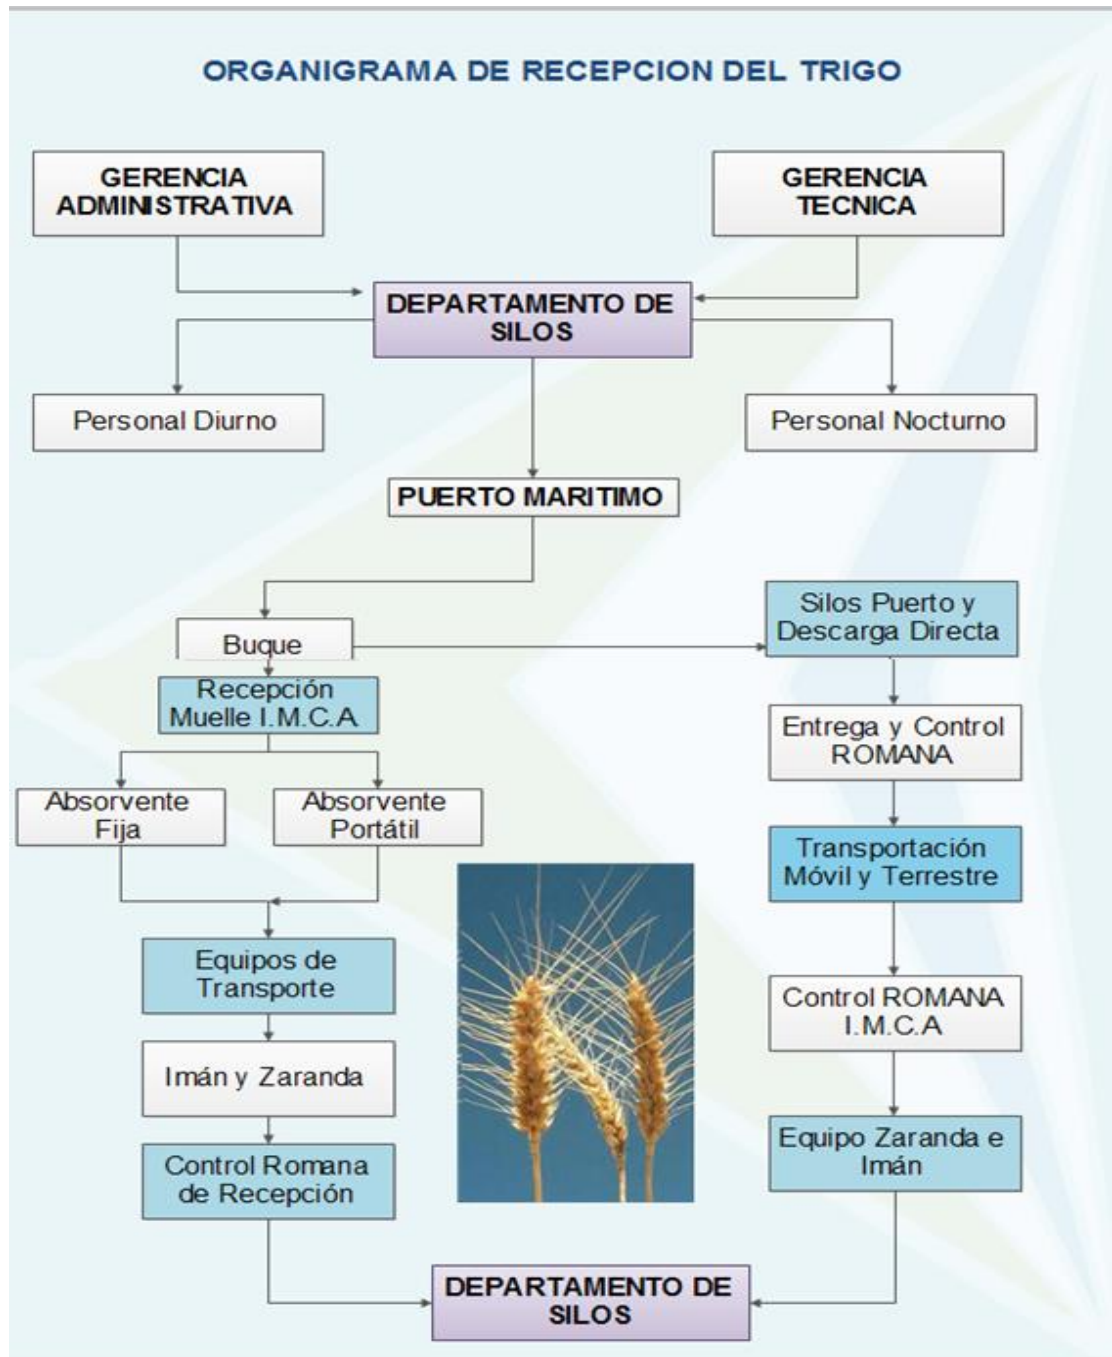 ORGANIGRAMA DE RECEPCION DEL TRIGO
GERENCIA
ADMINISTRATIVA
GERENCIA
TECNICA
DEPARTAMENTO DE
SILOS
Personal Diurno
Personal Nocturno
PUERTO MARITIMO
Buque
Silos Puerto y
Descarga Directa
Recepción
Muelle I.M.C.A
Entrega y Control
ROMANA
Absorvente
Fija
Absorvente
Portátil
Transportación
Móvil y Terrestre
Equipos de
Transporte
Control ROMANA
I.M.C.A
Imán y Zaranda
Equipo Zaranda e
Imán
Control Romana
de Recepción
DEPARTAMENTO DE
SILOS